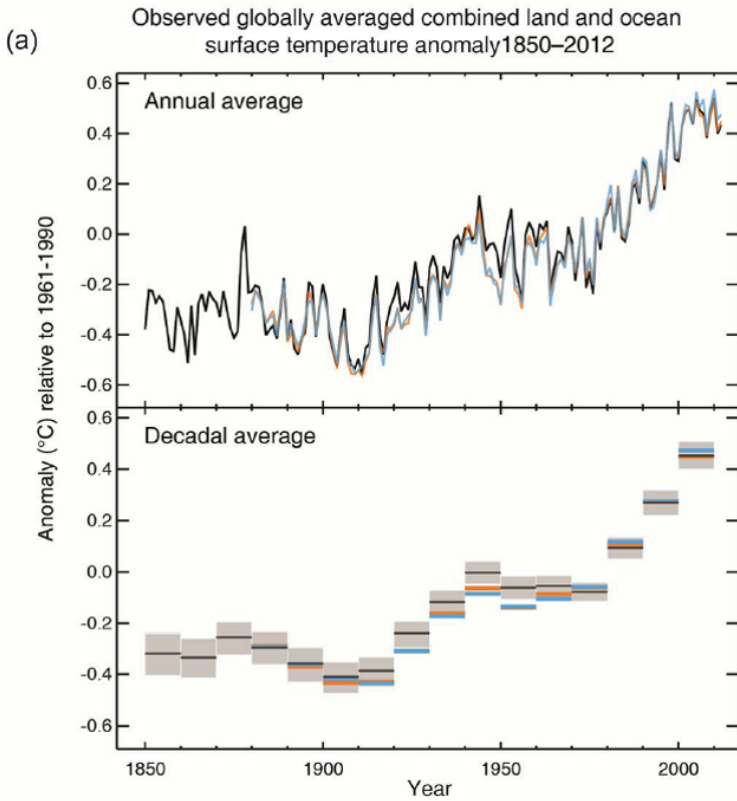 Observed globally averaged combined land and ocean
(a)
surface temperature anomaly1850–2012
0.6
Annual average
0.4
0.2
0.0
-0.2
-0.4
-0.6
Anomaly (°C) relative to 1961-1990
0.6
Decadal average
0.4
0.2
0.0
-0.2
-0.4
-0.6
1850
1900
1950
2000
Year